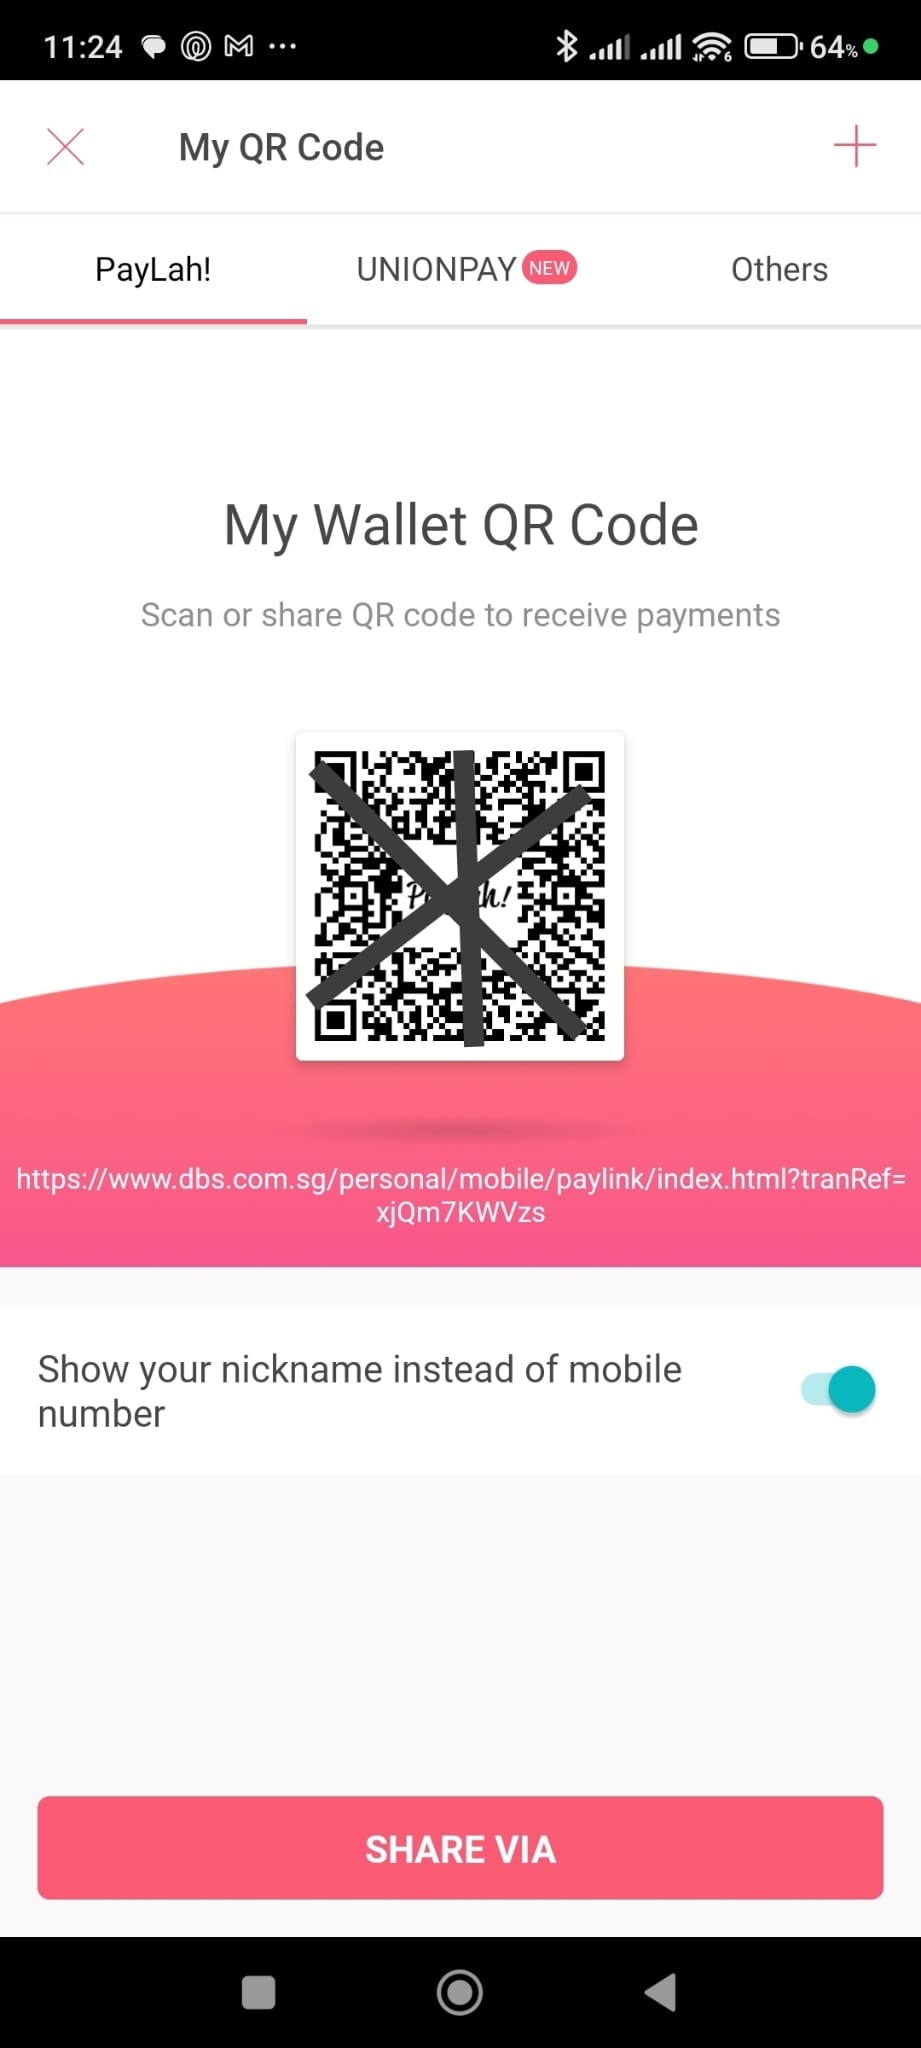 11:24
64%
My QR Code
PayLah!
UNIONPAY NEW
Others
My Wallet QR Code
Scan or share QR code to receive payments
https://www.dbs.com.sg/personal/mobile/paylink/index.html?tranRef=
xjQm7KWVzs
Show your nickname instead of mobile
number
SHARE VIA